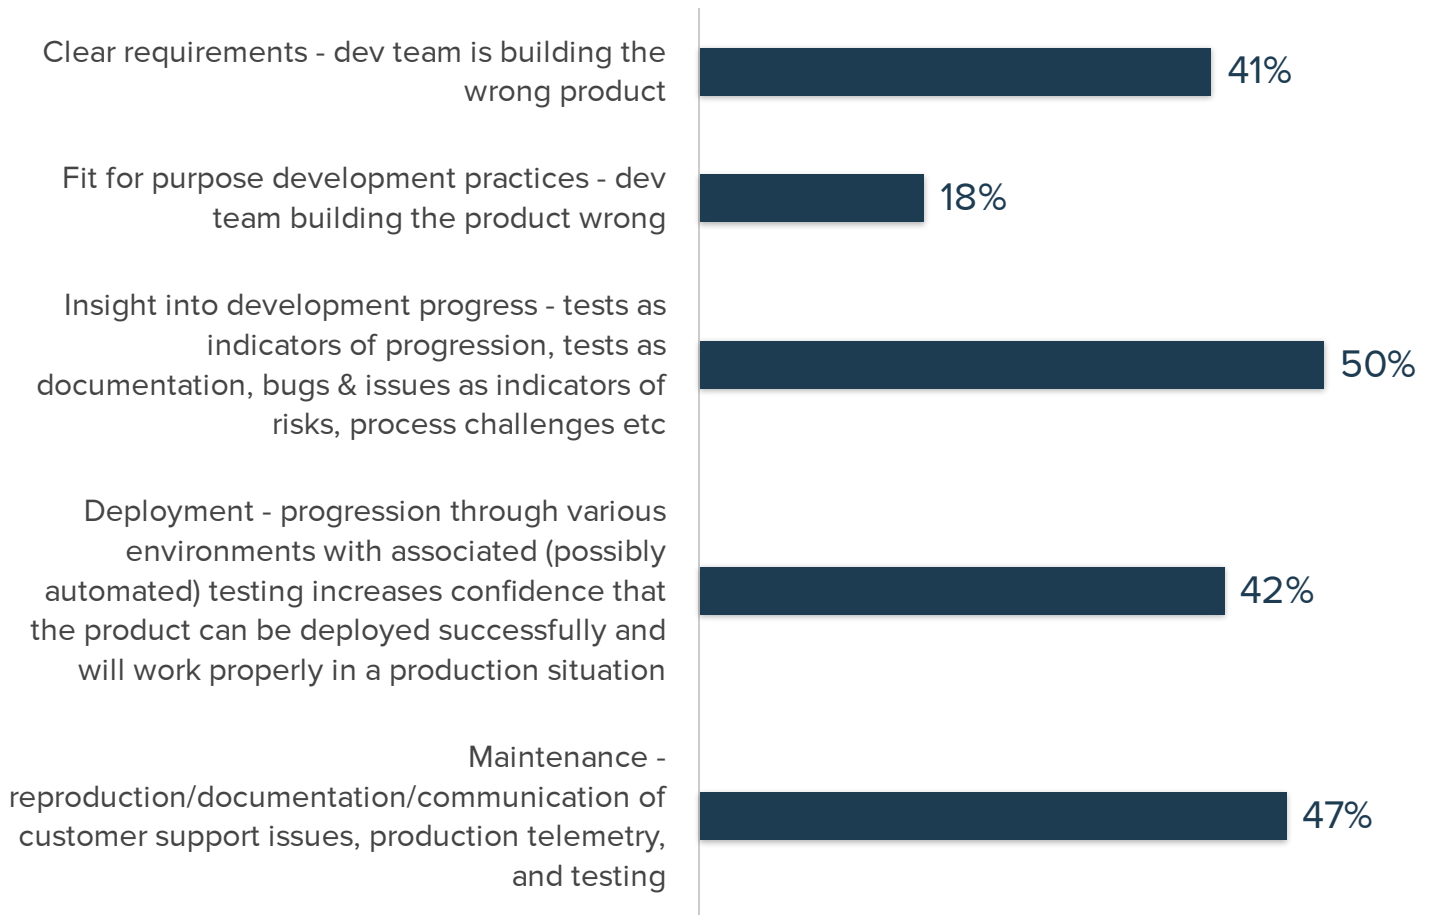 Clear requirements - dev team is building the
wrong product
41%
Fit for purpose development practices - dev
team building the product wrong
18%
Insight into development progress - tests as
indicators of progression, tests as
documentation, bugs & issues as indicators of
risks, process challenges etc
50%
Deployment - progression through various
environments with associated (possibly
automated) testing increases confidence that
the product can be deployed successfully and
will work properly in a production situation
42%
Maintenance -
reproduction/documentation/communication of
customer support issues, production telemetry,
and testing
47%